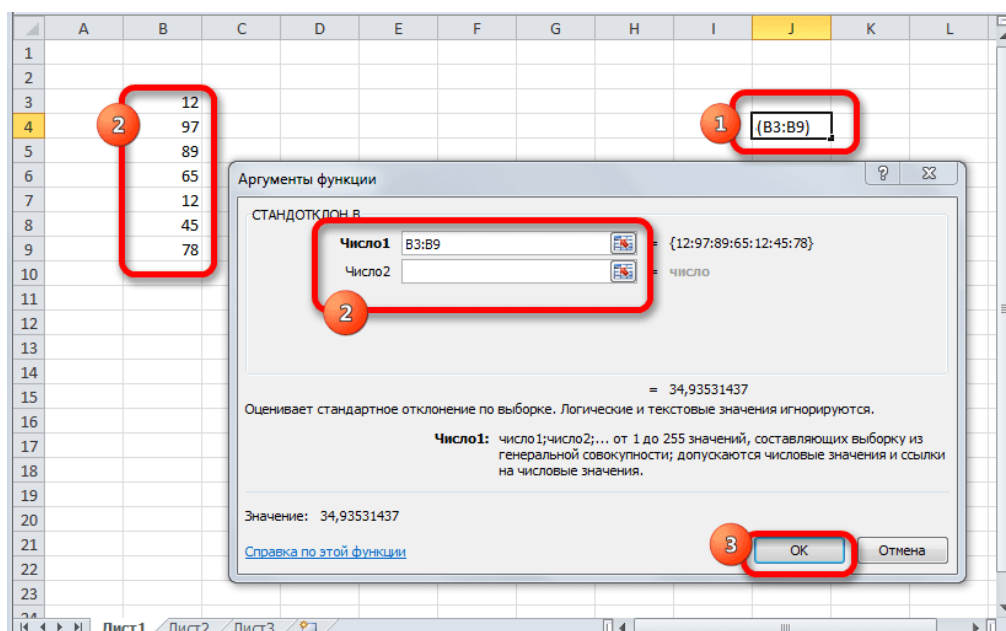 A B C D E F G H I J K L
1
2
3 12
4 2 97 1 (B3:B9)
5 89
6 65 Аргументы функции
7 12
СТАНДОТКЛОН.В
8 45
Число1 B3:B9 = {12:97:89:65:12:45:78}
9 78
Число2 = число
10
11
2
12
13
14
= 34,93531437
15
Оценивает стандартное отклонение по выборке. Логические и текстовые значения игнорируются.
16
Число1: число1;число2;... от 1 до 255 значений, составляющих выборку из
17
генеральной совокупности; допускаются числовые значения и ссылки
на числовые значения.
18
19
Значение: 34,93531437
20
Справка по этой функции 3 ОК Отмена
21
22
23
24
Лист1 Лист2 Лист3